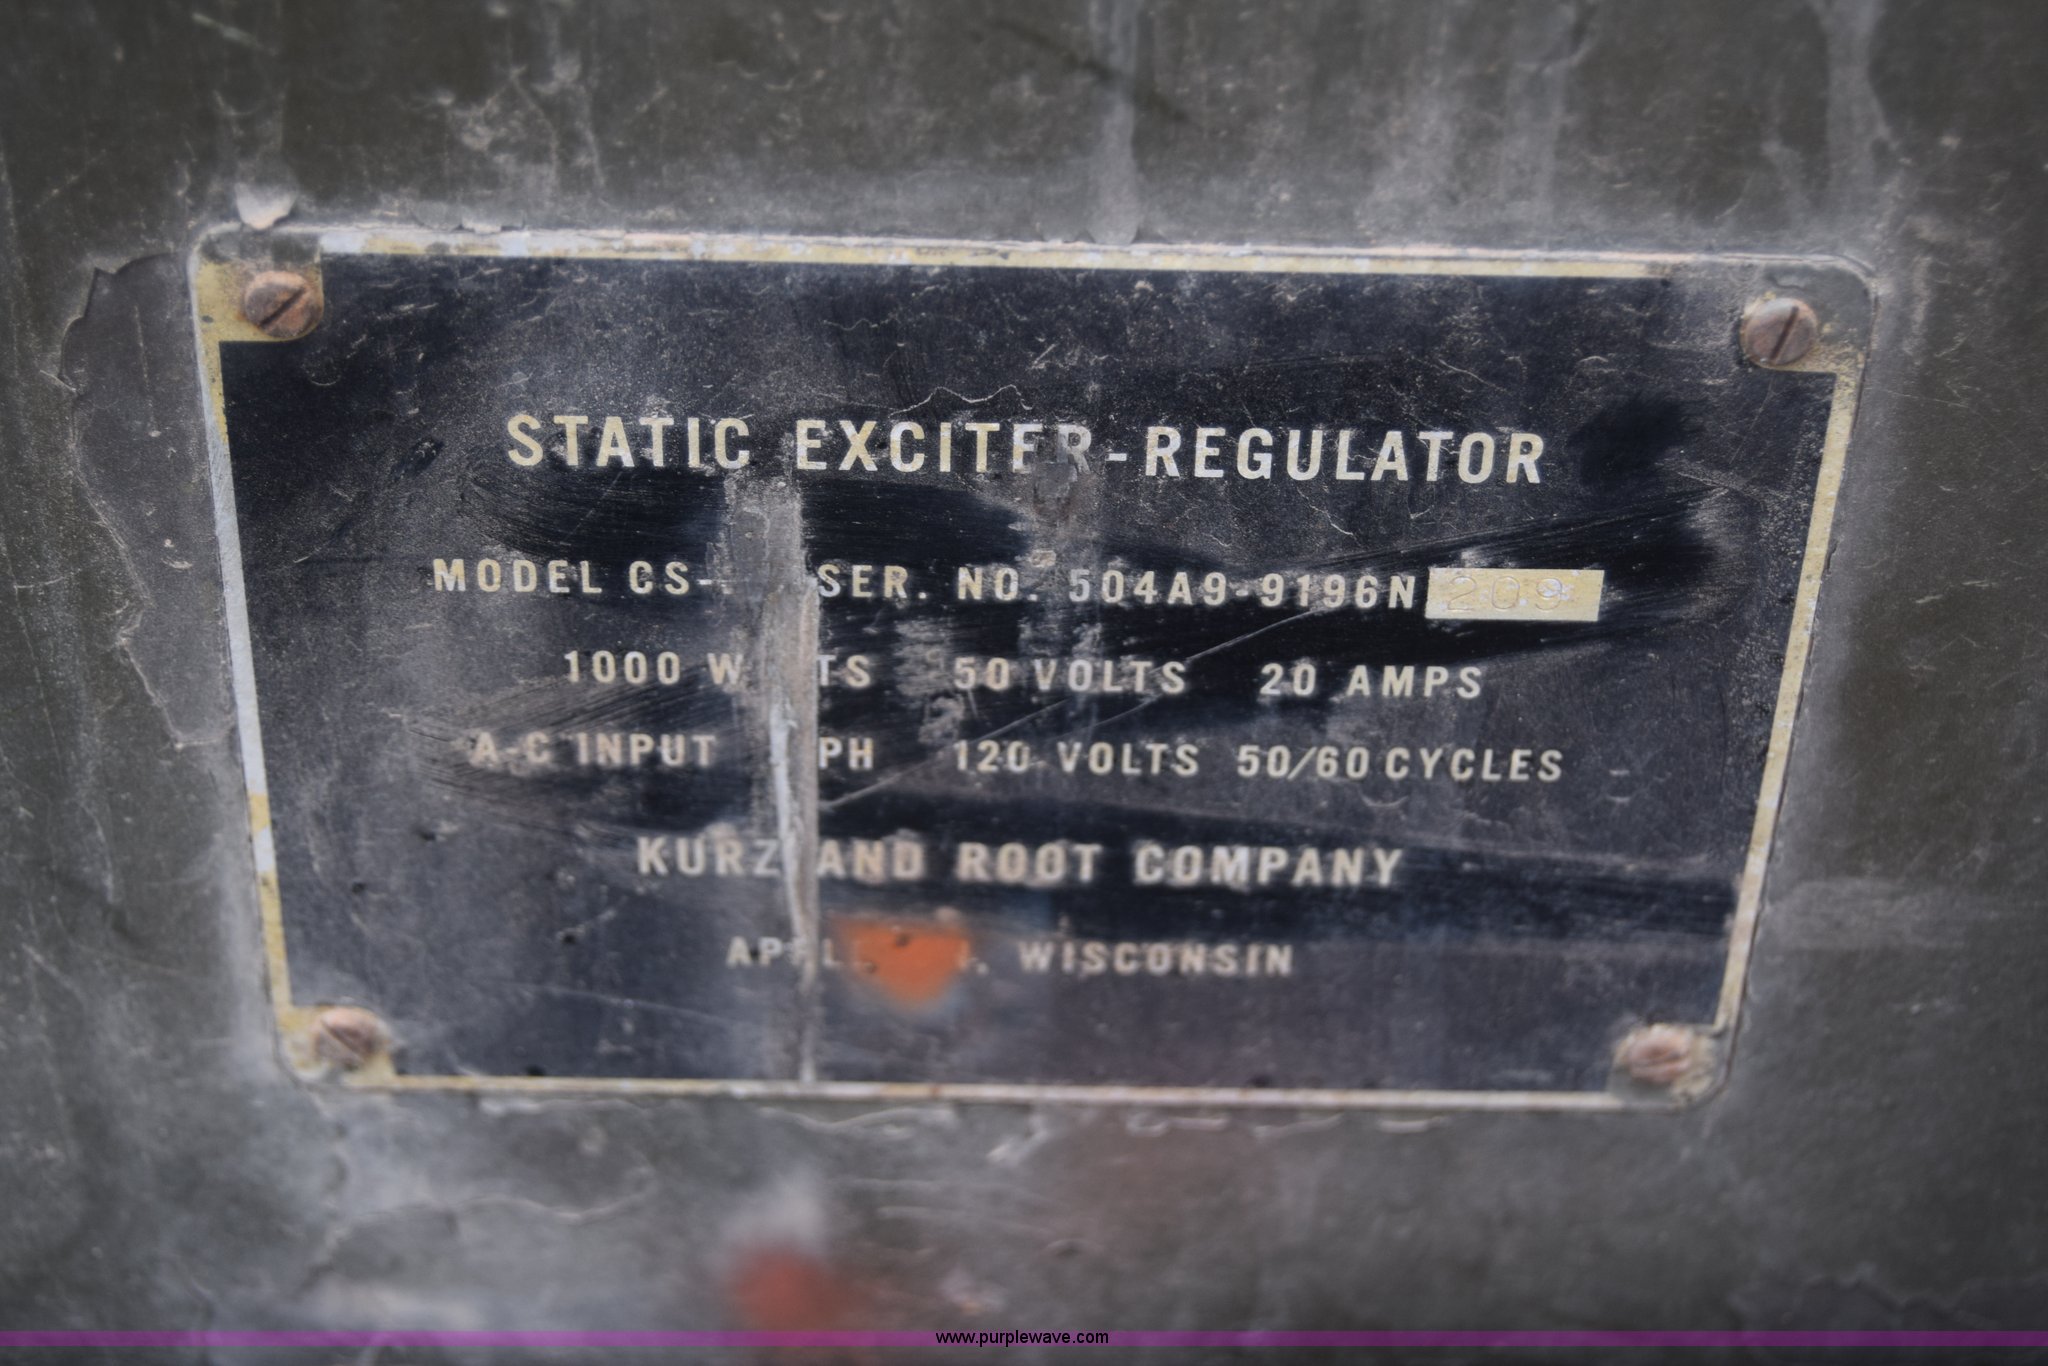 STATIC EXCITER-REGULATOR
MODEL CS- SER. NO. 504A9-9196N 209
1000 50 VOLTS 20 AMPS
A-C INPUT PH 120 VOLTS 50/60 CYCLES
KURZ AND ROOT COMPANY
WISCONSIN
www.purplewave.com